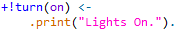 +!turn(on) <-
.print("Lights On.").